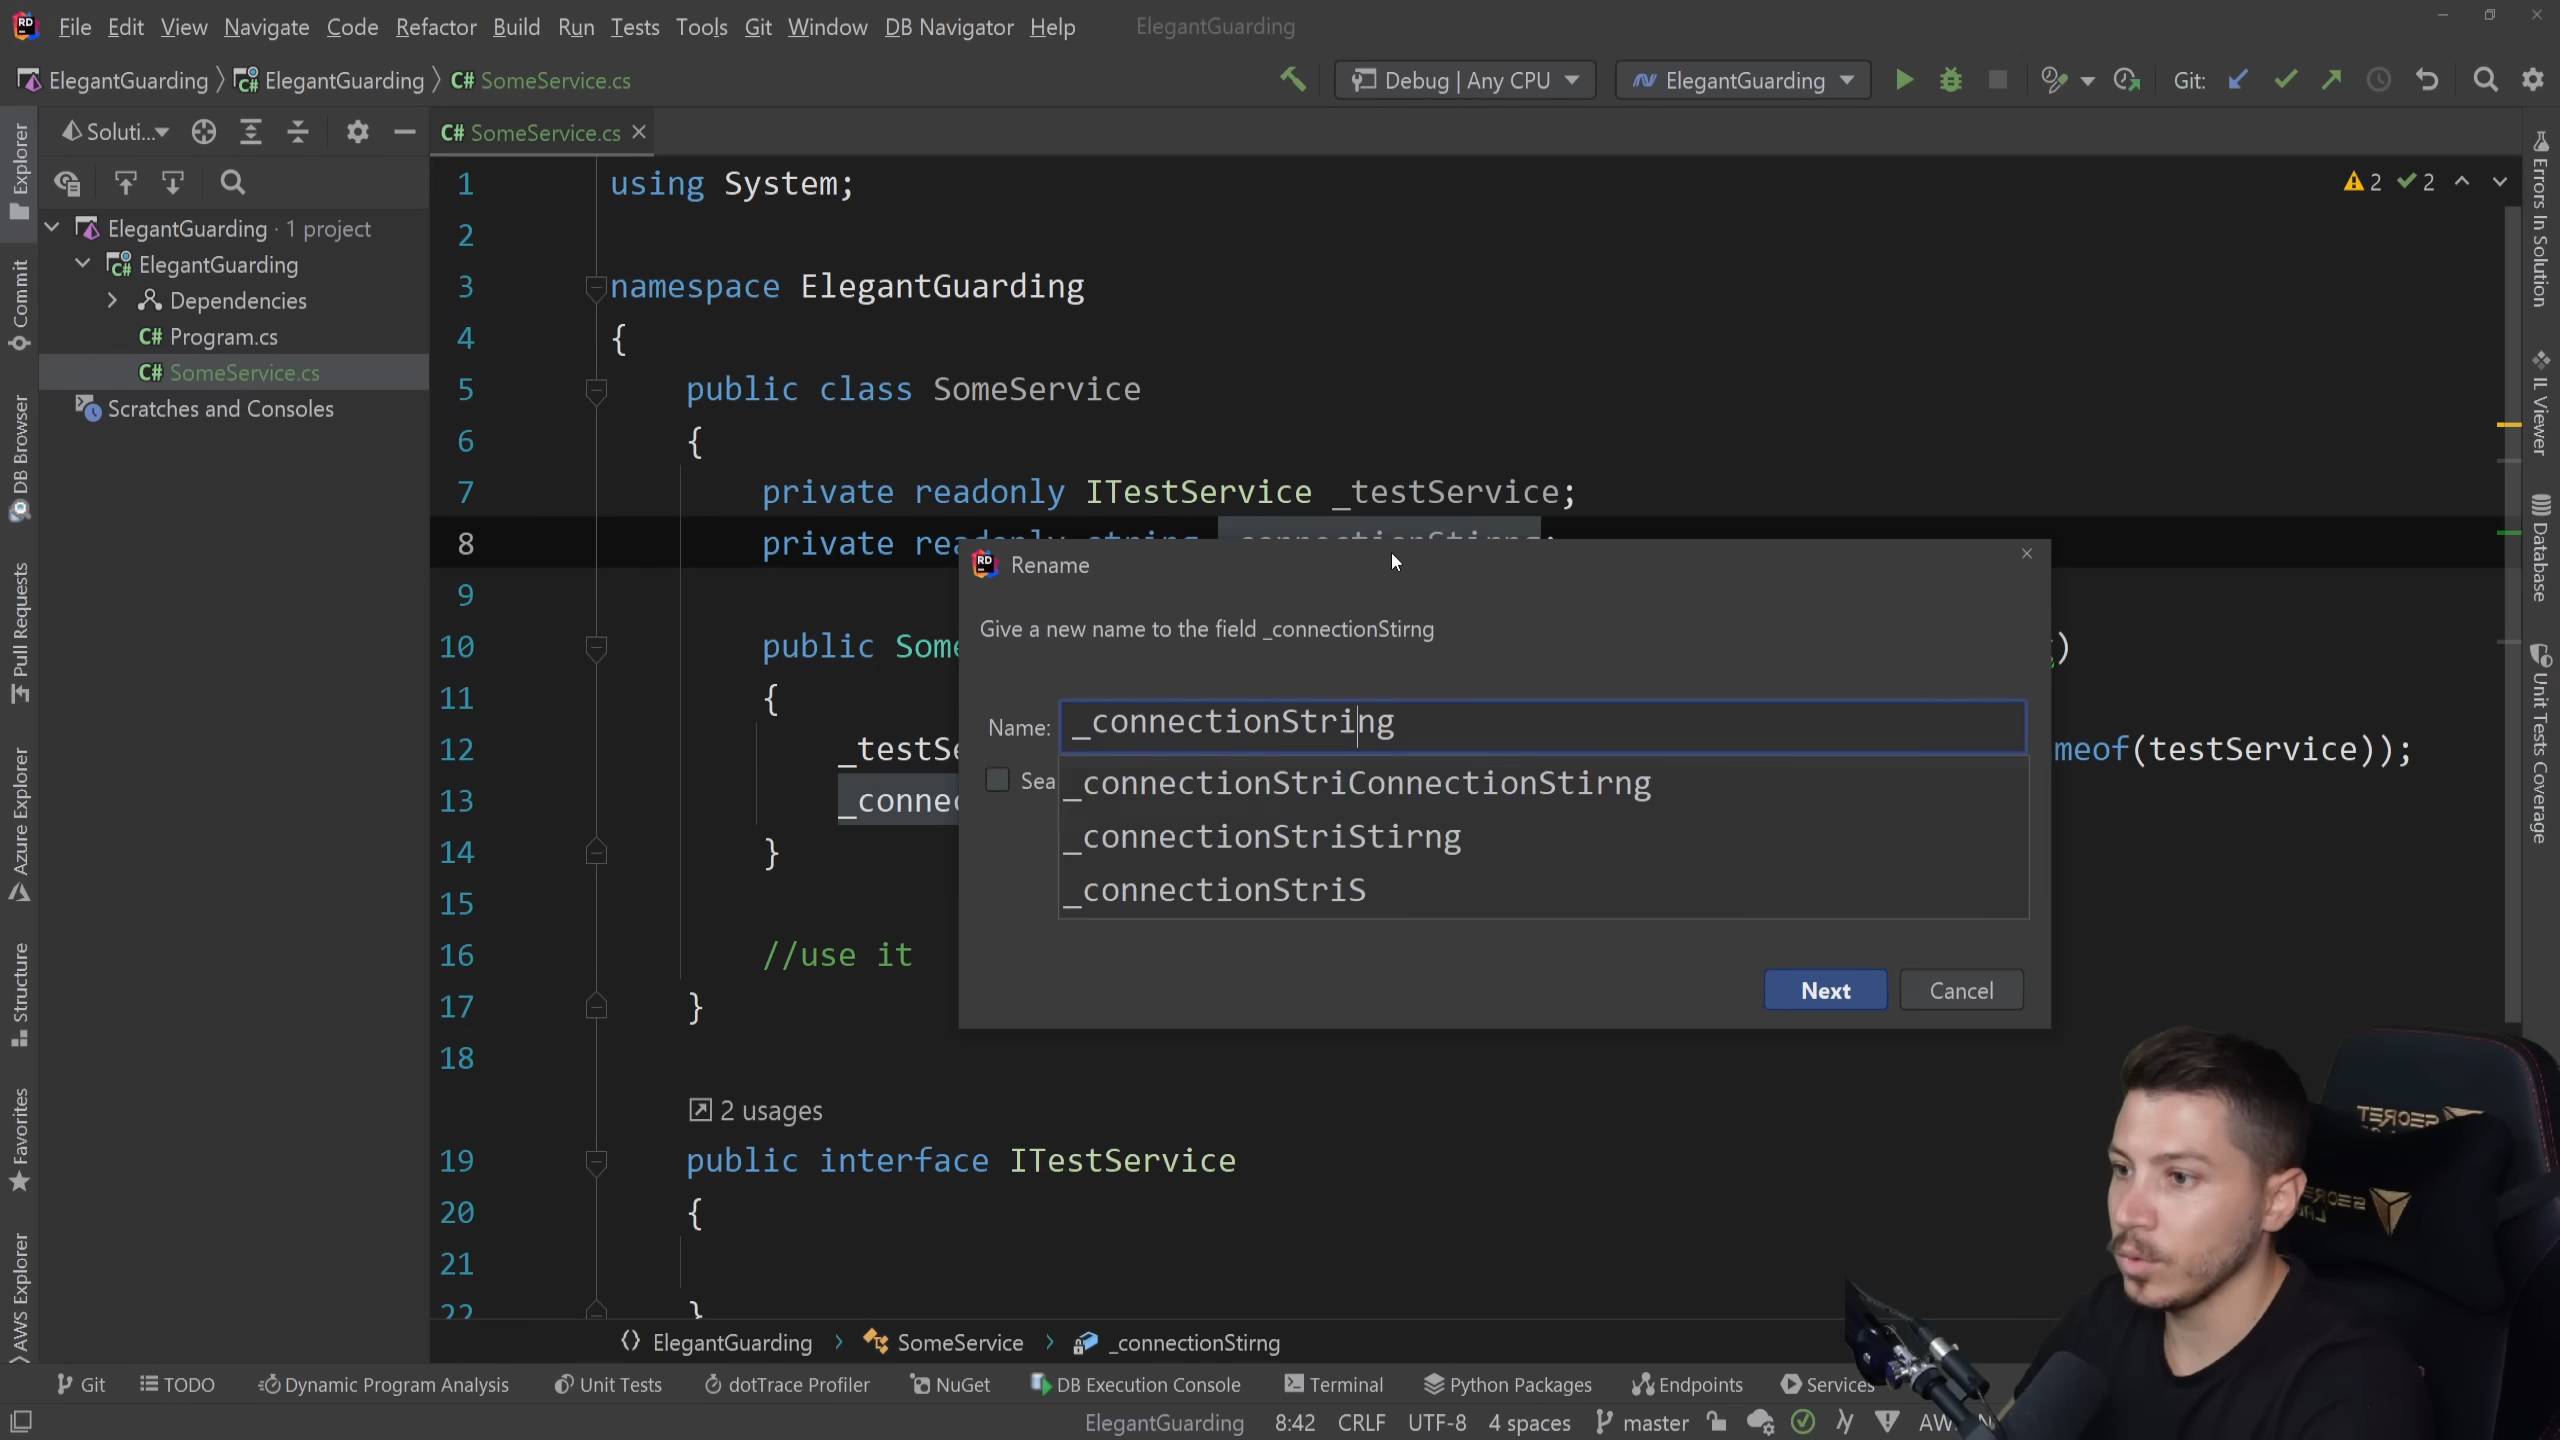 File Edit View Navigate Code Refactor Build Run Tests Tools Git Window DB Navigator Help ElegantGuarding
ElegantGuarding ElegantGuarding C# SomeService.cs Debug | Any CPU ElegantGuarding Git:
Soluti... C# SomeService.cs
ElegantGuarding · 1 project
ElegantGuarding
Dependencies
C# Program.cs
C# SomeService.cs
Scratches and Consoles
Explorer
Commit
DB Browser
Pull Requests
Azure Explorer
Structure
Favorites
AWS Explorer
2 2
1 using System;
2
3 namespace ElegantGuarding
4 {
5 public class SomeService
6 {
7 private readonly ITestService _testService;
8 private readonly string _connectionStirng;
9
10 public Some )
11 {
12 _testSe meof(testService));
13 _connec
14 }
15
16 //use it
17 }
18
2 usages
19 public interface ITestService
20 {
21
22 }
Rename
Give a new name to the field _connectionStirng
Name: _connectionString
Sea
_connectionStriConnectionStirng
_connectionStriStirng
_connectionStriS
Next Cancel
Errors In Solution
IL Viewer
Database
Unit Tests Coverage
SECRET
ElegantGuarding SomeService _connectionStirng
Git TODO Dynamic Program Analysis Unit Tests dotTrace Profiler NuGet DB Execution Console Terminal Python Packages Endpoints Services
ElegantGuarding 8:42 CRLF UTF-8 4 spaces master